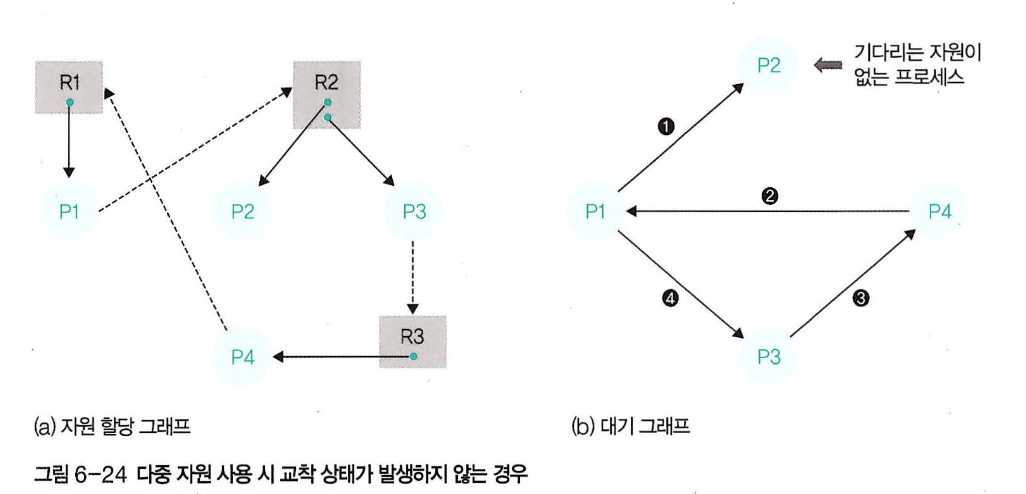 R1
R2
P1
P2
P3
P4
R3
P2
기다리는 자원이
없는 프로세스
❶
❷
P1
P4
❹
❸
P3
(a) 자원 할당 그래프
(b) 대기 그래프
그림 6-24 다중 자원 사용 시 교착 상태가 발생하지 않는 경우